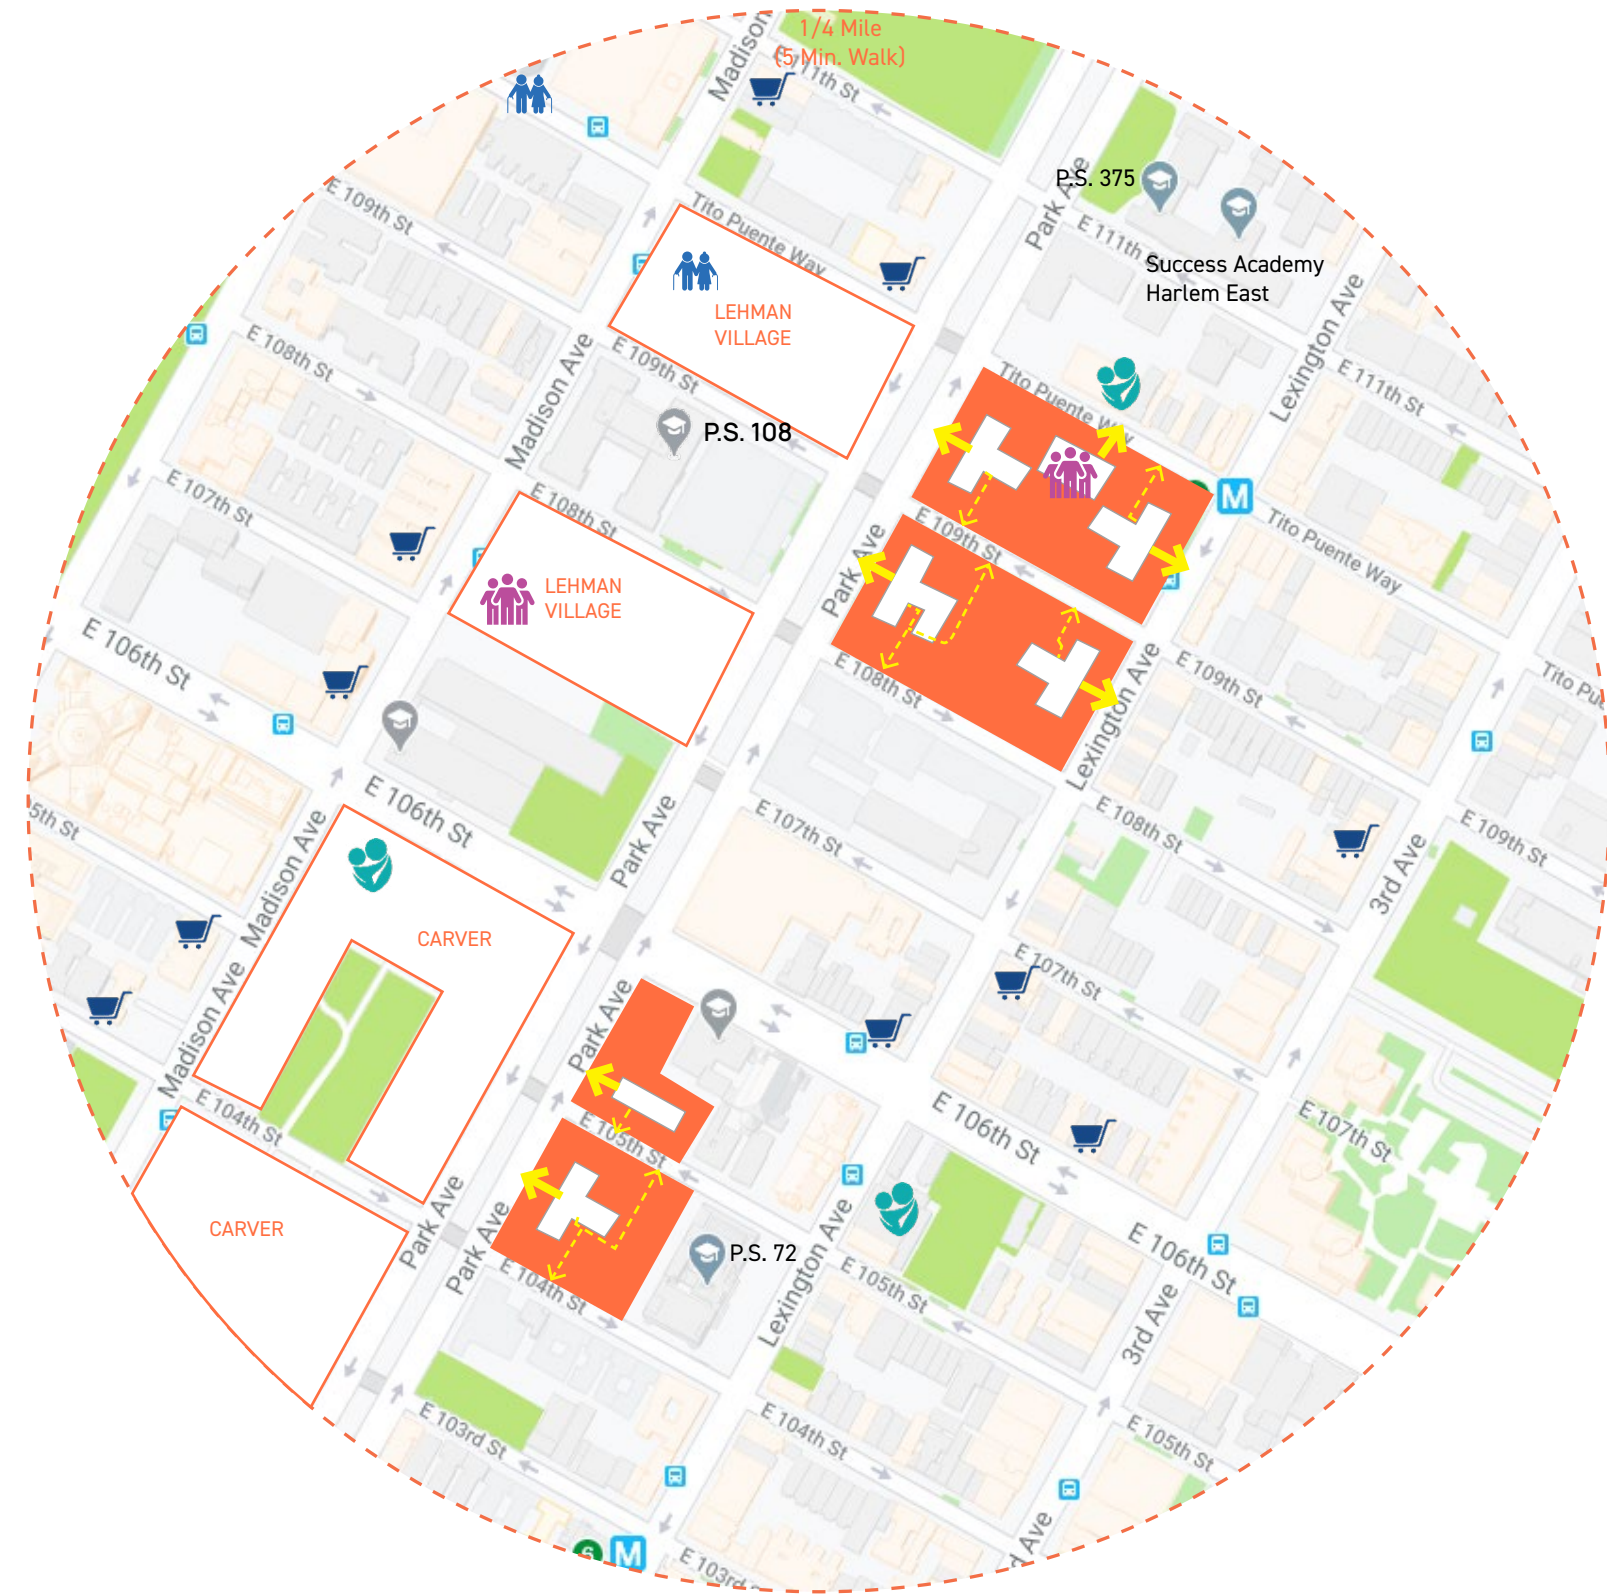 1/4 Mile
(5 Min. Walk)
Madison
11th St
P.S. 375
Park Ave
E 111th
Success Academy
Harlem East
E 109th St
Tito Puente Way
LEHMAN
VILLAGE
Lexington Ave
E 108th St
Madison Ave
E 109th St
E 111th St
Tito Puente Way
P.S. 108
M
E 107th St
E 108th St
E 109th St
Tito Puente Way
Park Ave
LEHMAN
VILLAGE
E 106th St
E 108th St
E 109th St
Lexington Ave
Tito Pu
5th St
E 106th St
Park Ave
E 107th St
E 108th St
E 109th St
3rd Ave
Madison Ave
CARVER
E 107th St
Madison Ave
Park Ave
E 104th St
E 105th St
E 106th St
E 107th St
CARVER
Park Ave
Park Ave
E 104th St
P.S. 72
Lexington Ave
E 105th St
E 106th St
3rd Ave
E 103rd St
E 104th St
E 105th St
6
M
E 103rd
d Ave